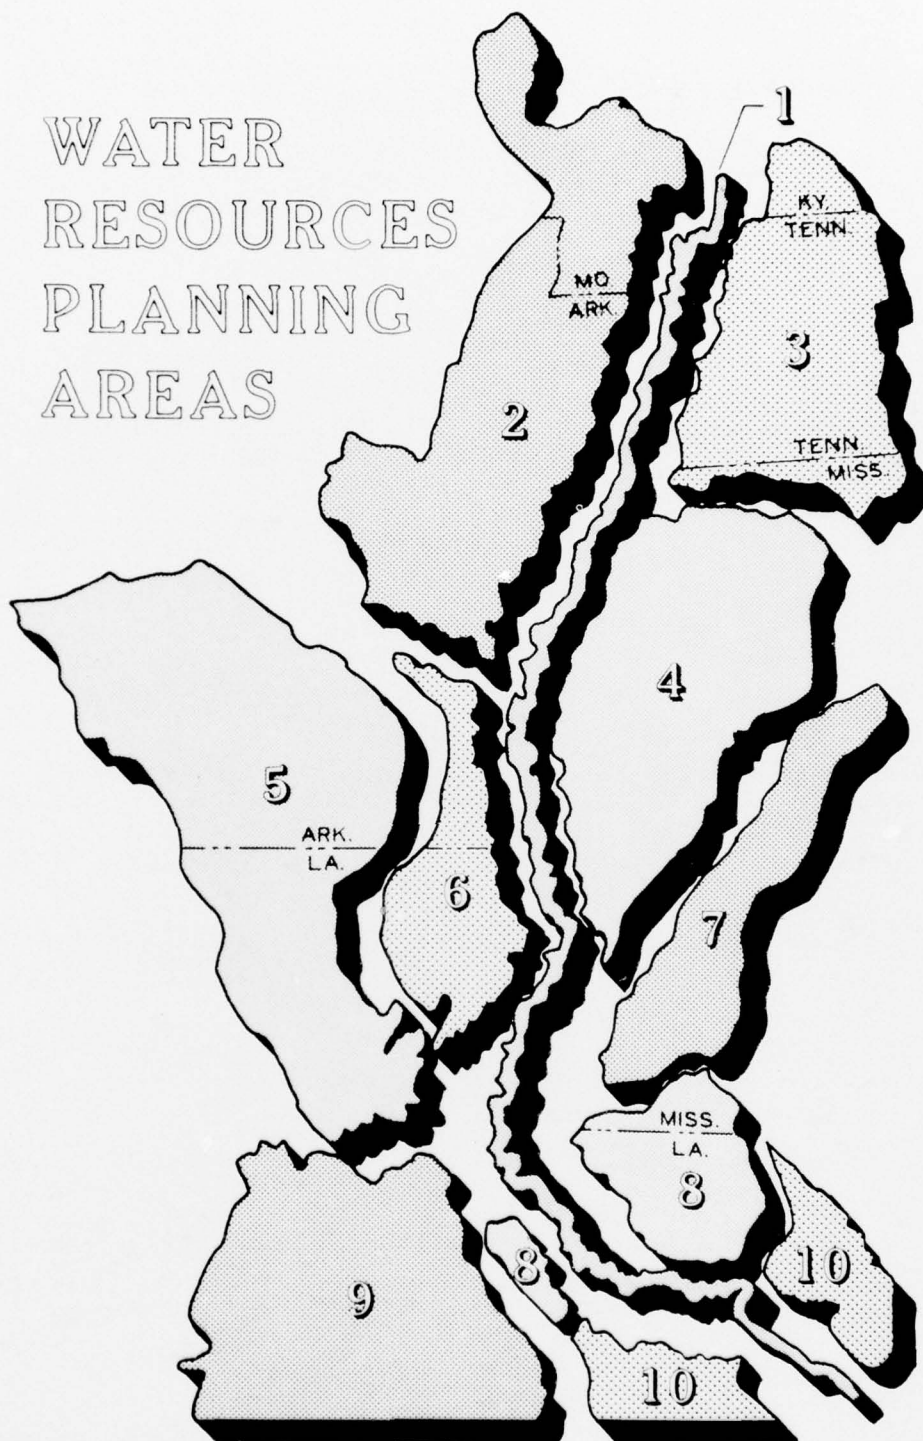 WATER
RESOURCES
PLANNING
AREAS
1
KY.
TENN
MO
ARK.
3
2
TENN
MISS.
4
5
ARK.
LA.
6
7
MISS.
LA.
8
8
10
9
10